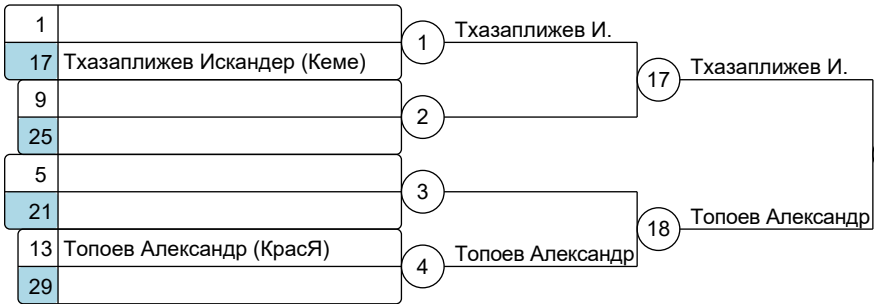 1
17 Тхазаплижев Искандер (Кеме)
1 Тхазаплижев И.
9
25
2
17 Тхазаплижев И.
5
21
3
13 Топоев Александр (КрасЯ)
29
4 Топоев Александр
18 Топоев Александр